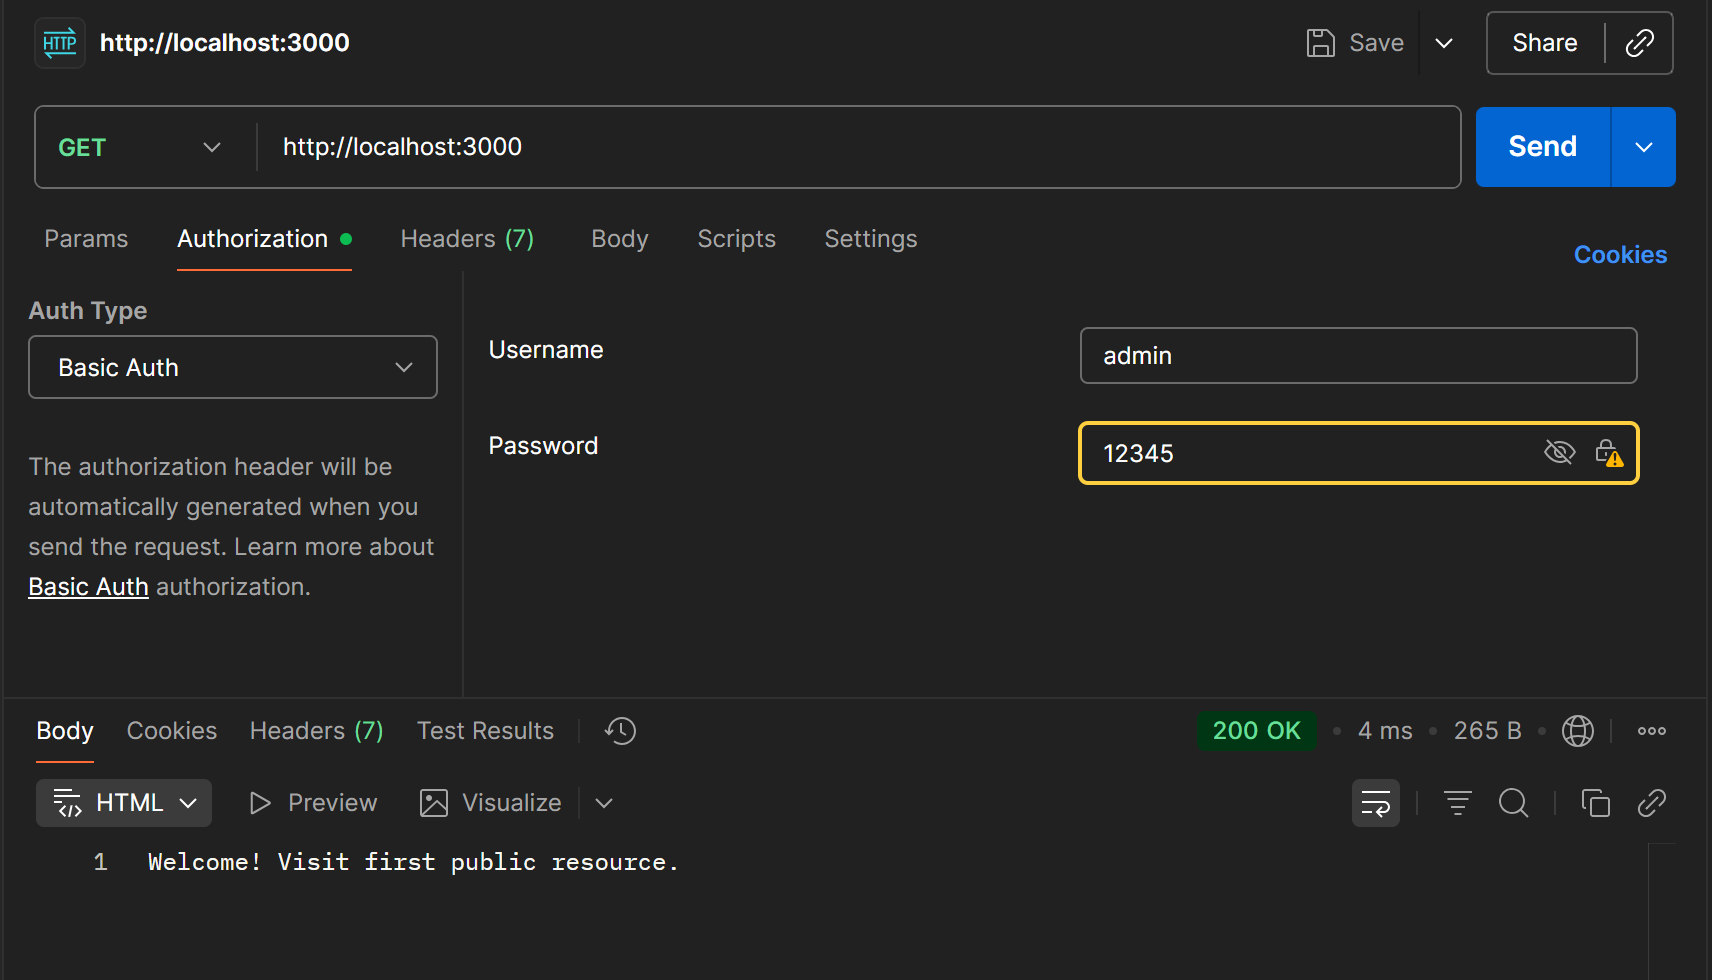 HTTP http://localhost:3000 Save Share
GET http://localhost:3000 Send
Params Authorization Headers (7) Body Scripts Settings
Cookies
Auth Type
Basic Auth
Username admin
Password 12345
The authorization header will be
automatically generated when you
send the request. Learn more about
Basic Auth authorization.
Body Cookies Headers (7) Test Results 200 OK • 4 ms • 265 B •
HTML Preview Visualize
1 Welcome! Visit first public resource.